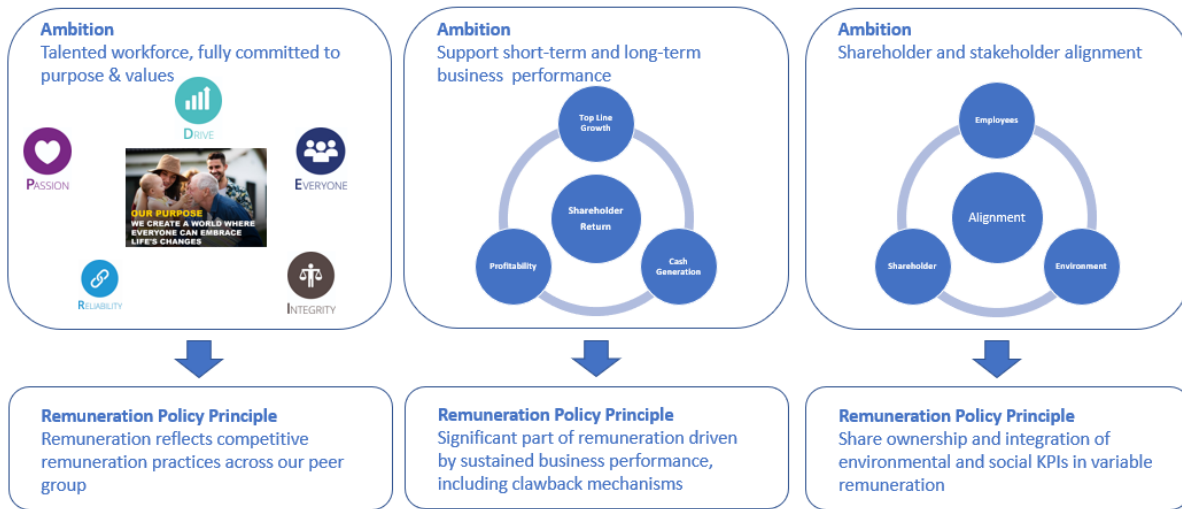 Ambition
Talented workforce, fully committed to
purpose & values
DRIVE
PASSION
EVERYONE
OUR PURPOSE
WE CREATE A WORLD WHERE
EVERYONE CAN EMBRACE
LIFE'S CHANGES
RELIABILITY
INTEGRITY
Ambition
Support short-term and long-term
business performance
Top Line
Growth
Shareholder
Return
Profitability
Cash
Generation
Ambition
Shareholder and stakeholder alignment
Employees
Alignment
Shareholder
Environment
Remuneration Policy Principle
Remuneration reflects competitive
remuneration practices across our peer
group
Remuneration Policy Principle
Significant part of remuneration driven
by sustained business performance,
including clawback mechanisms
Remuneration Policy Principle
Share ownership and integration of
environmental and social KPIs in variable
remuneration